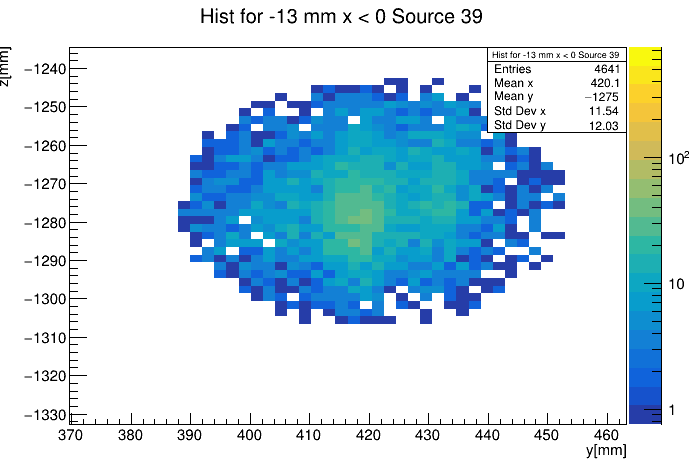 Hist for -13 mm x < 0 Source 39
z[mm]
Hist for -13 mm x < 0 Source 39
Entries 4641
Mean x 420.1
Mean y −1275
Std Dev x 11.54
Std Dev y 12.03
−1240
−1250
−1260
−1270
−1280
−1290
−1300
−1310
−1320
−1330
370 380 390 400 410 420 430 440 450 460
y[mm]
10²
10
1